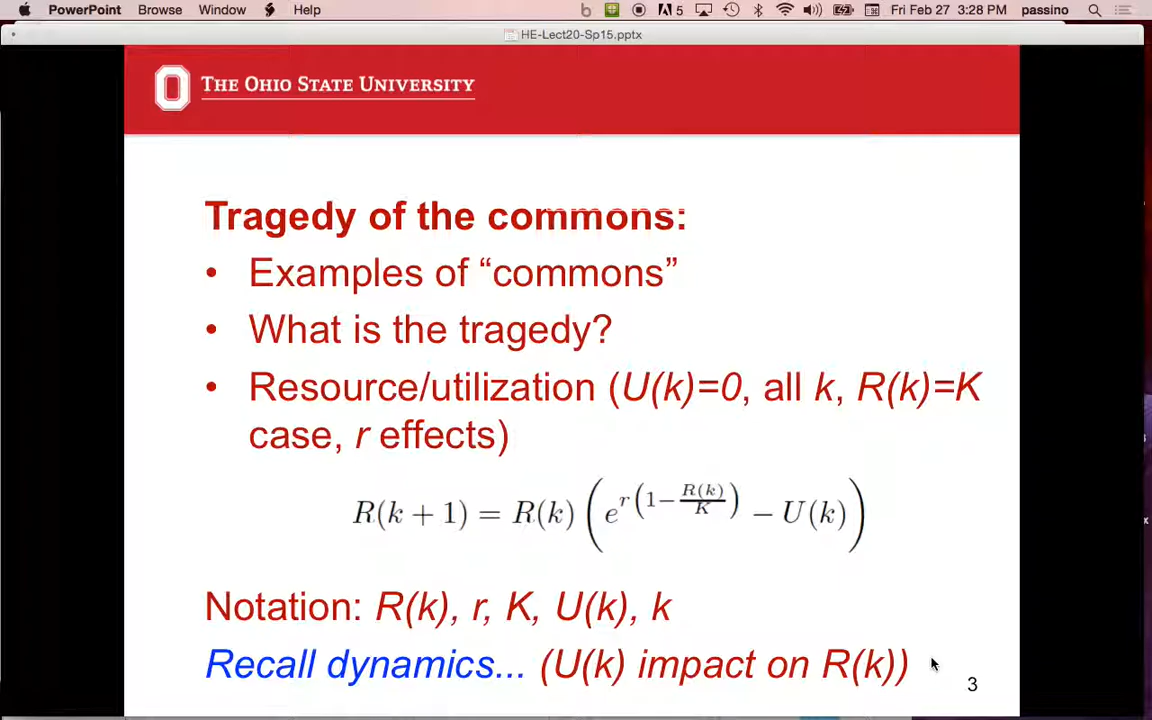 PowerPoint Browse Window Help 5 Fri Feb 27 3:28 PM passino
HE-Lect20-Sp15.pptx
O THE OHIO STATE UNIVERSITY
Tragedy of the commons:
• Examples of “commons”
• What is the tragedy?
• Resource/utilization (U(k)=0, all k, R(k)=K
case, r effects)
R(k + 1) = R(k) ( e^{r(1 − R(k)/K)} − U(k) )
Notation: R(k), r, K, U(k), k
Recall dynamics... (U(k) impact on R(k))
3